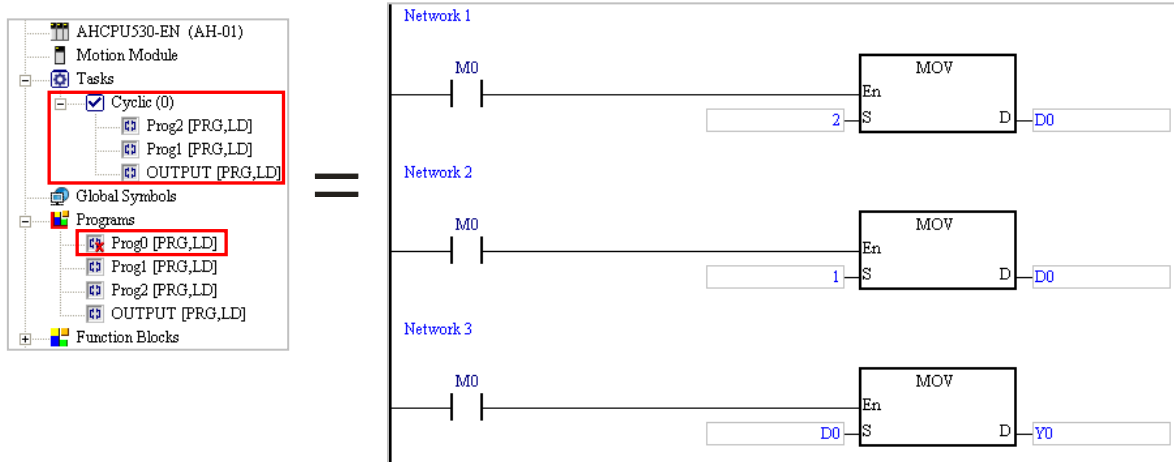 AHCPU530-EN (AH-01)
Motion Module
Tasks
Cyclic (0)
Prog2 [PRG,LD]
Prog1 [PRG,LD]
OUTPUT [PRG,LD]
Global Symbols
Programs
Prog0 [PRG,LD]
Prog1 [PRG,LD]
Prog2 [PRG,LD]
OUTPUT [PRG,LD]
Function Blocks
=
Network 1
M0
MOV
En
2 S D D0
Network 2
M0
MOV
En
1 S D D0
Network 3
M0
MOV
En
D0 S D Y0